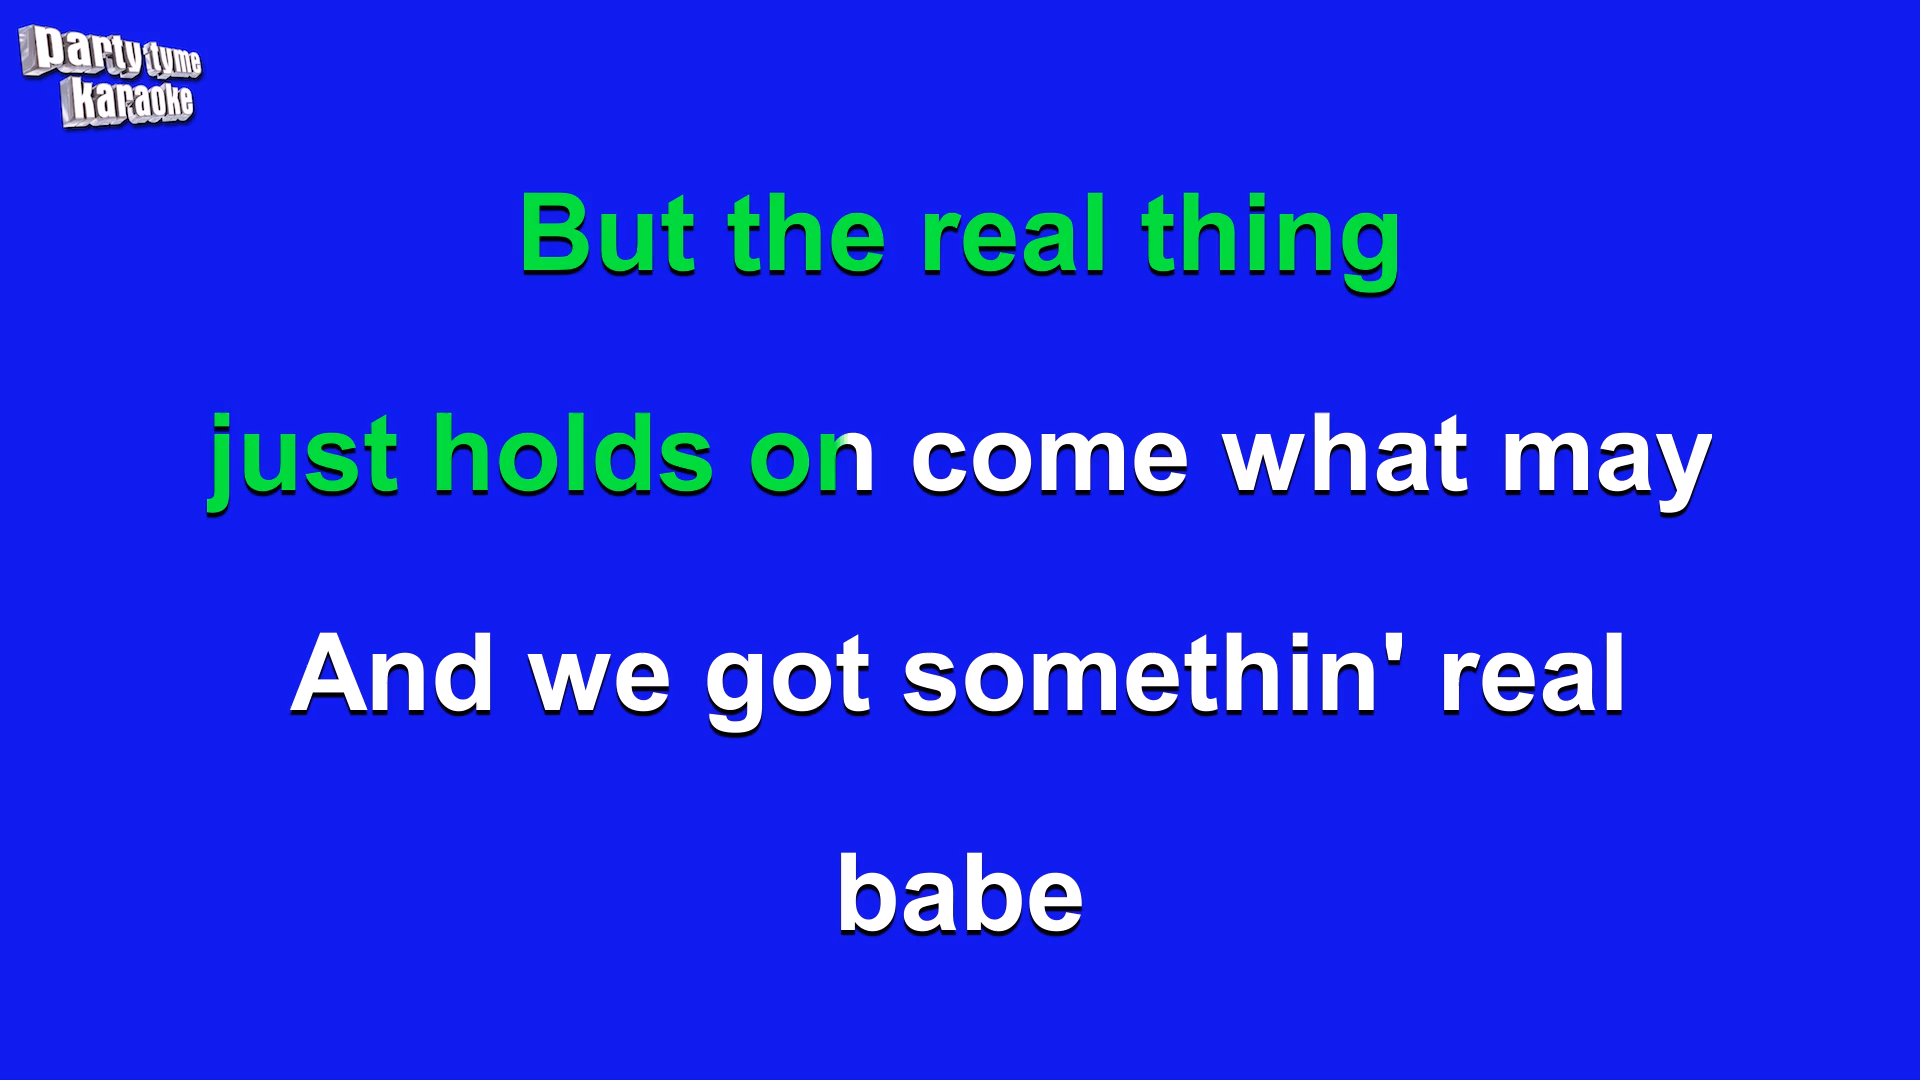 party tyme
karaoke
But the real thing
just holds on come what may
And we got somethin' real
babe